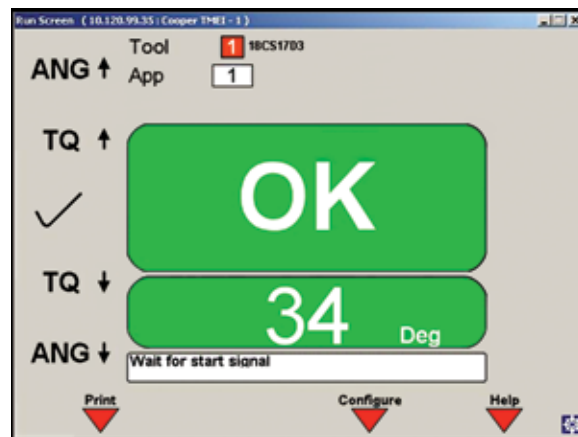 Run Screen ( 10.120.99.35 : Cooper TMEI - 1 )
Tool 1 18CS1703
ANG
App 1
TQ
OK
TQ
34 Deg
ANG
Wait for start signal
Print Configure Help